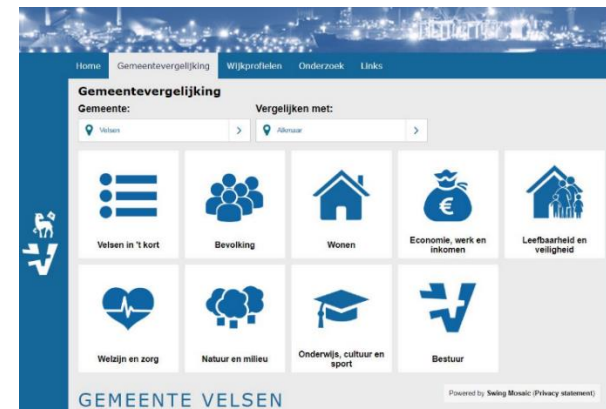 Home Gemeentevergelijking Wijkprofielen Onderzoek Links
Gemeentevergelijking
Gemeente: Vergelijken met:
Velsen > Alkmaar >
Velsen in 't kort Bevolking Wonen Economie, werk en inkomen Leefbaarheid en veiligheid
Welzijn en zorg Natuur en milieu Onderwijs, cultuur en sport Bestuur
GEMEENTE VELSEN
Powered by Swing Mosaic (Privacy statement)